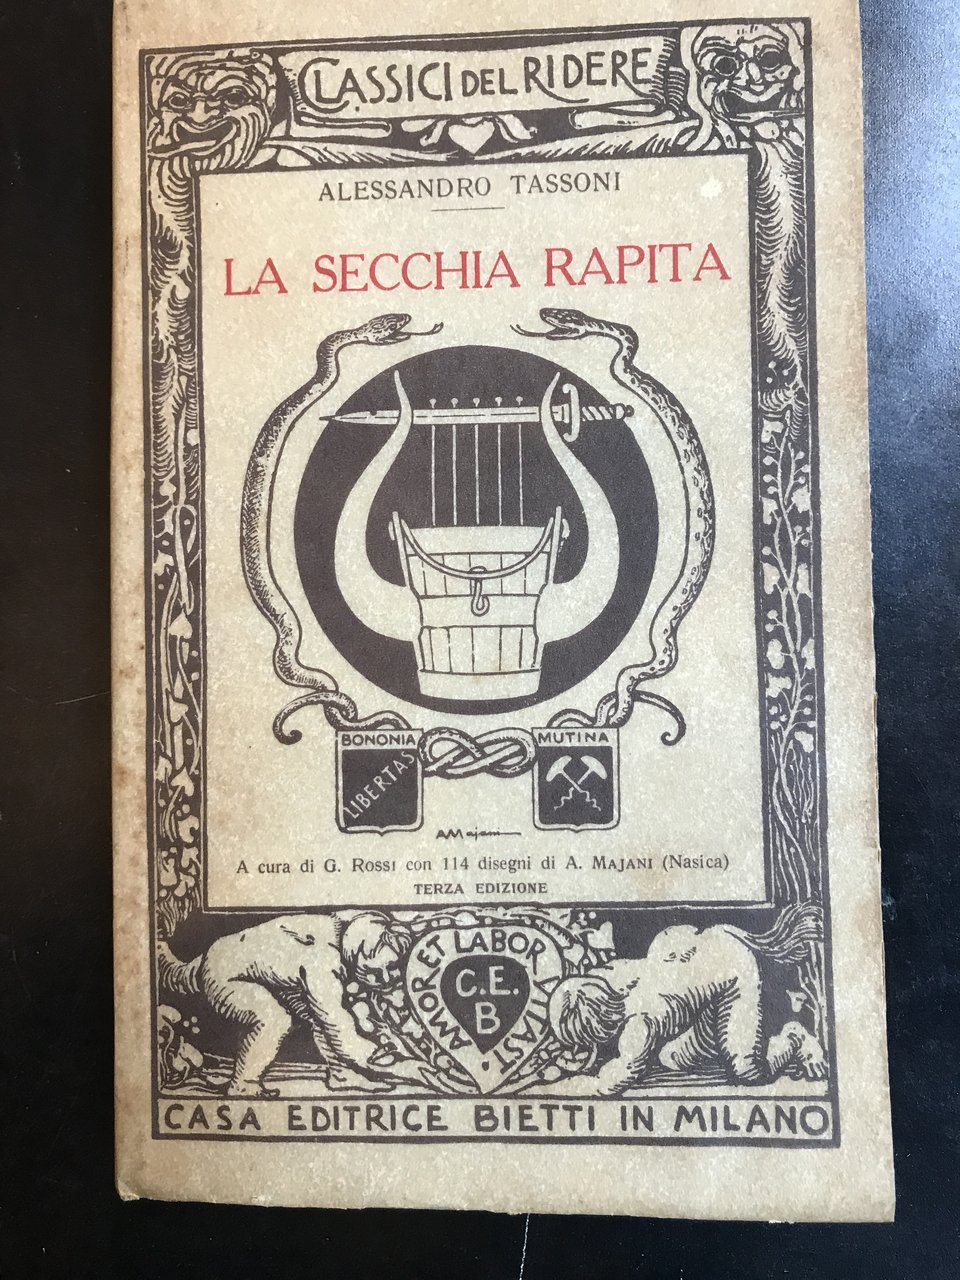 CLASSICI DEL RIDERE
ALESSANDRO TASSONI
LA SECCHIA RAPITA
BONONIA
MUTINA
LIBERTAS
AMajani
A cura di G. ROSSI con 114 disegni di A. MAJANI (Nasica)
TERZA EDIZIONE
AMOR ET LABOR VITAST
C.E.
B
CASA EDITRICE BIETTI IN MILANO